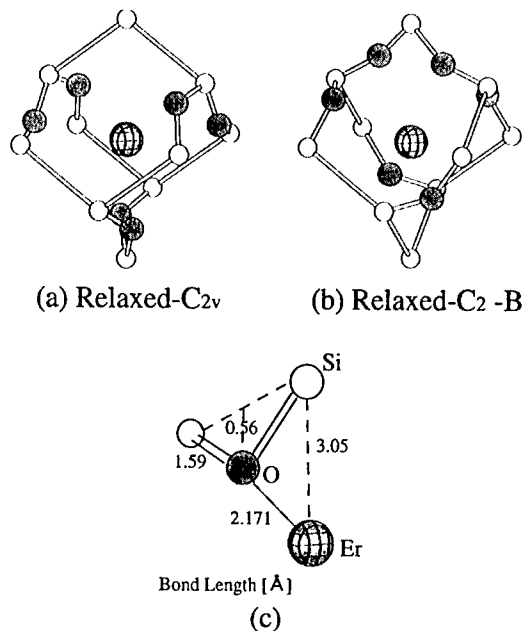 (a) Relaxed-C2v
(b) Relaxed-C2 -B
Si
0.56
3.05
1.59
O
2.171
Er
Bond Length [Å]
(c)